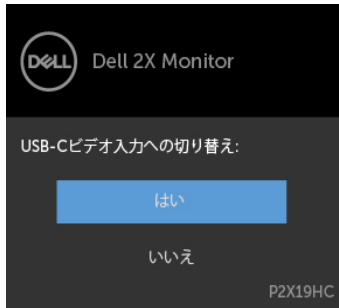 DELL
Dell 2X Monitor
USB-Cビデオ入力への切り替え:
はい
いいえ
P2X19HC